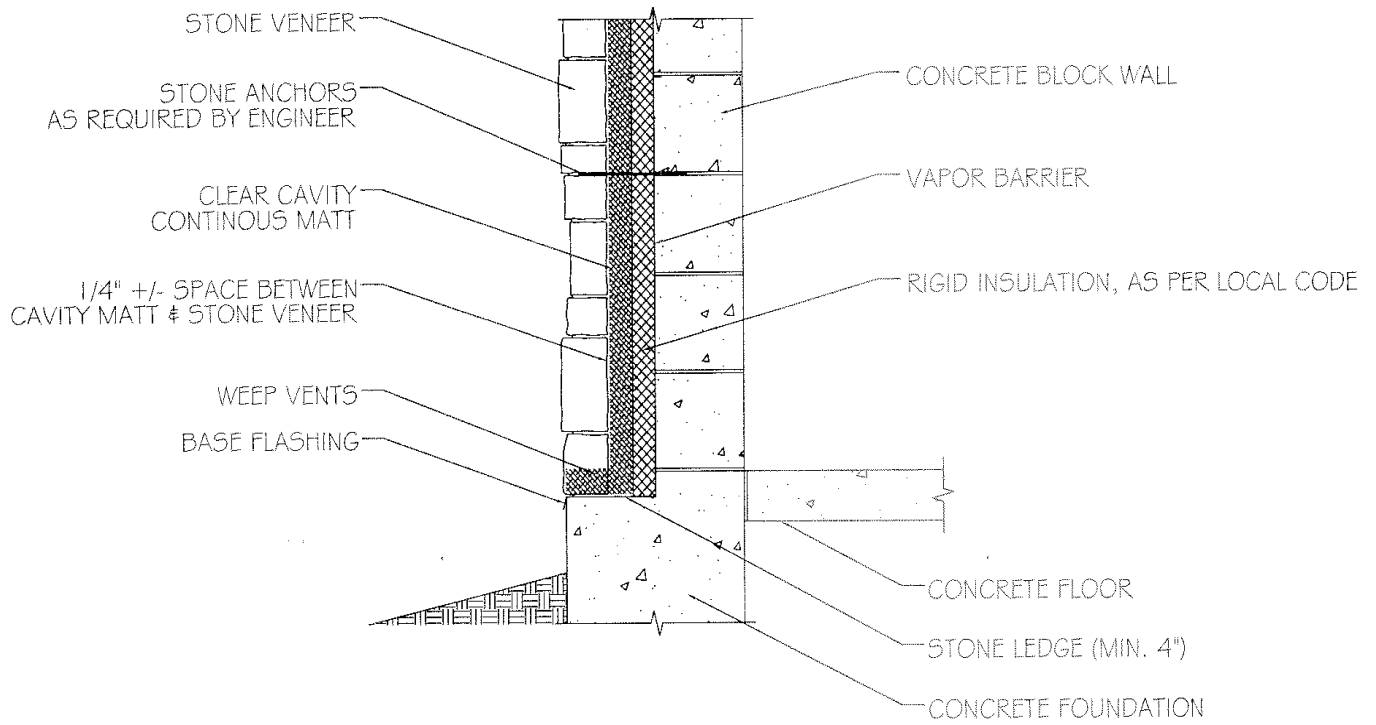 STONE VENEER
STONE ANCHORS
AS REQUIRED BY ENGINEER
CLEAR CAVITY
CONTINOUS MATT
1/4" +/- SPACE BETWEEN
CAVITY MATT & STONE VENEER
WEEP VENTS
BASE FLASHING
CONCRETE BLOCK WALL
VAPOR BARRIER
RIGID INSULATION, AS PER LOCAL CODE
CONCRETE FLOOR
STONE LEDGE (MIN. 4")
CONCRETE FOUNDATION